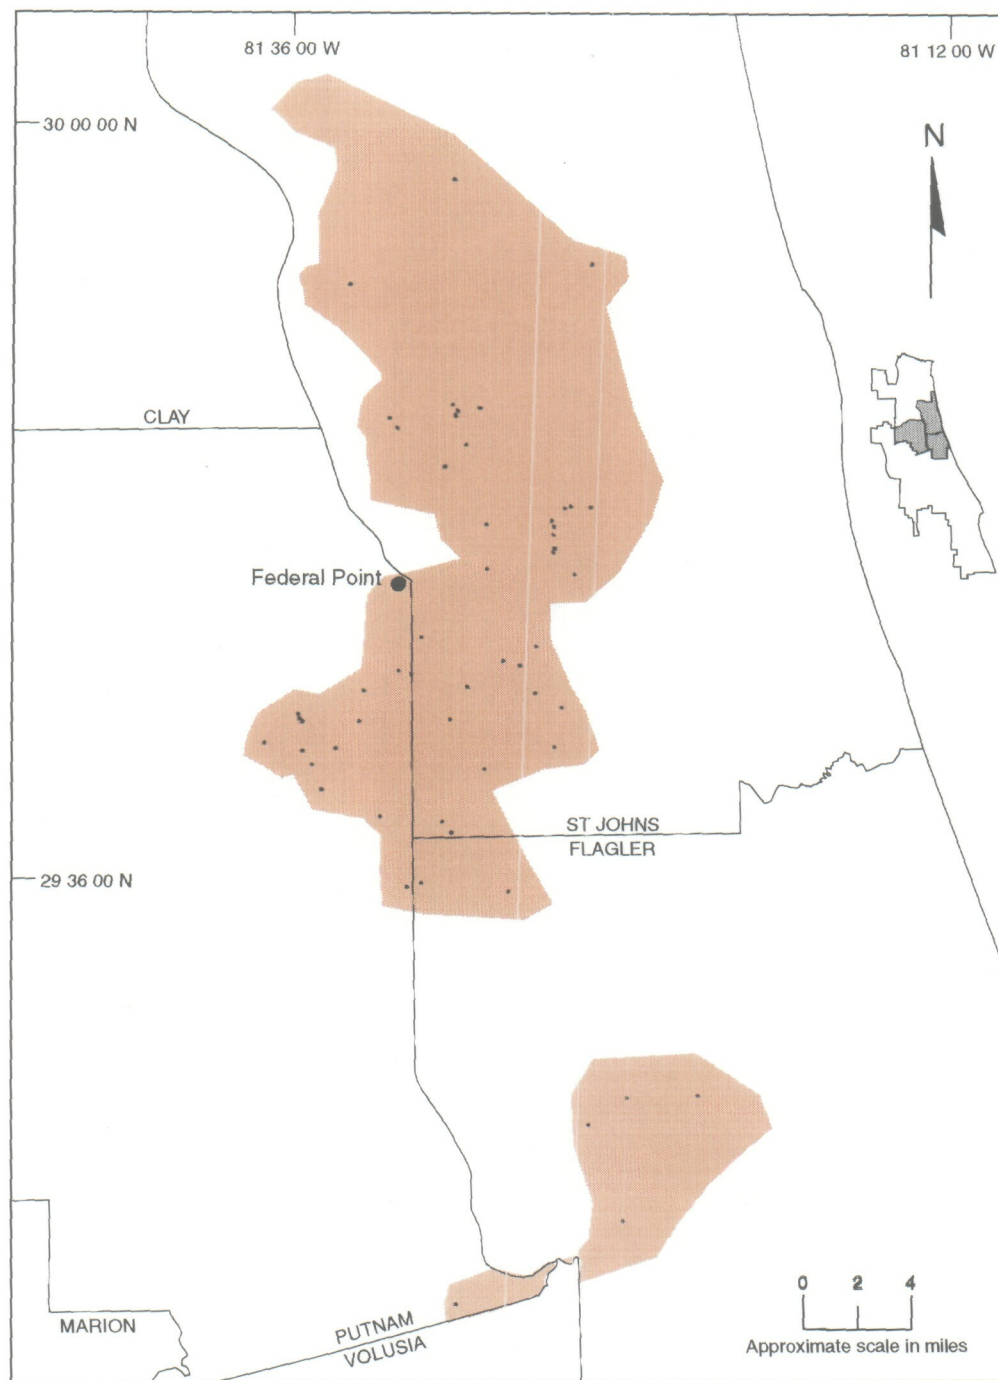 81 36 00 W
81 12 00 W
30 00 00 N
N
CLAY
Federal Point
ST JOHNS
FLAGLER
29 36 00 N
0 2 4
Approximate scale in miles
MARION
PUTNAM
VOLUSIA